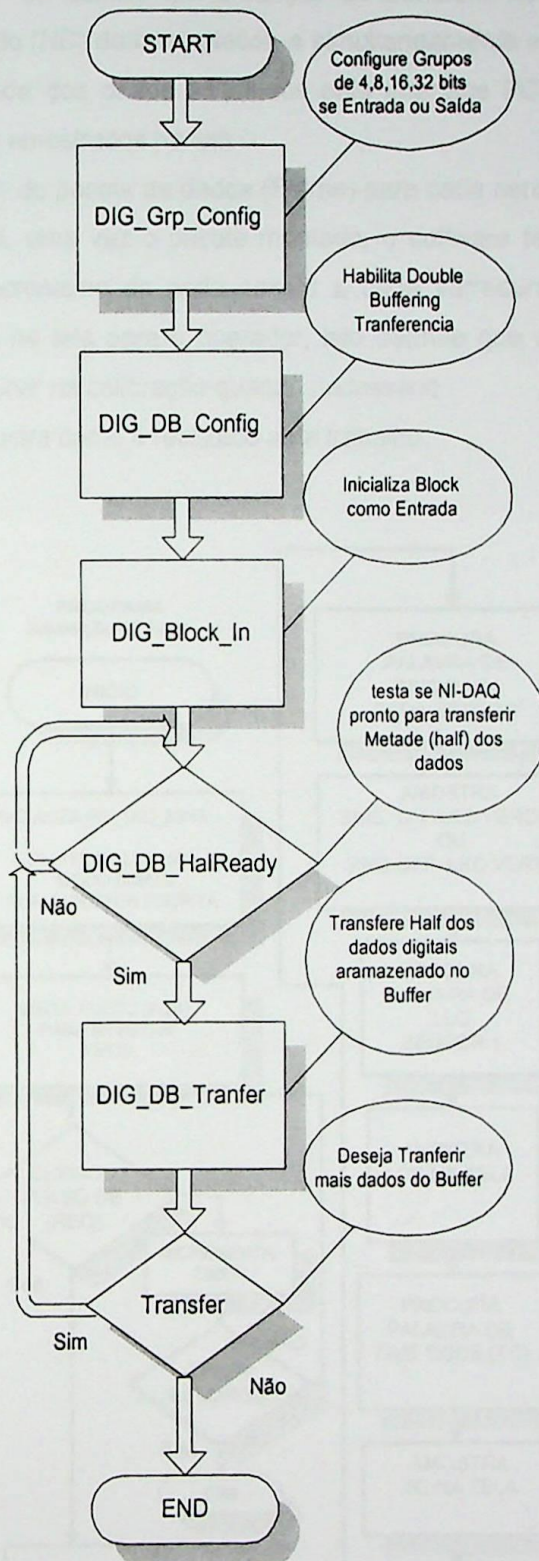 START
Configure Grupos
de 4,8,16,32 bits
se Entrada ou Saída
DIG_Grp_Config
Habilita Double
Buffering
Tranferencia
DIG_DB_Config
Inicializa Block
como Entrada
DIG_Block_In
testa se NI-DAQ
pronto para transferir
Metade (half) dos
dados
DIG_DB_HalReady
Não
Sim
Transfere Half dos
dados digitais
aramazenado no
Buffer
DIG_DB_Tranfer
Deseja Tranferir
mais dados do Buffer
Transfer
Sim
Não
END